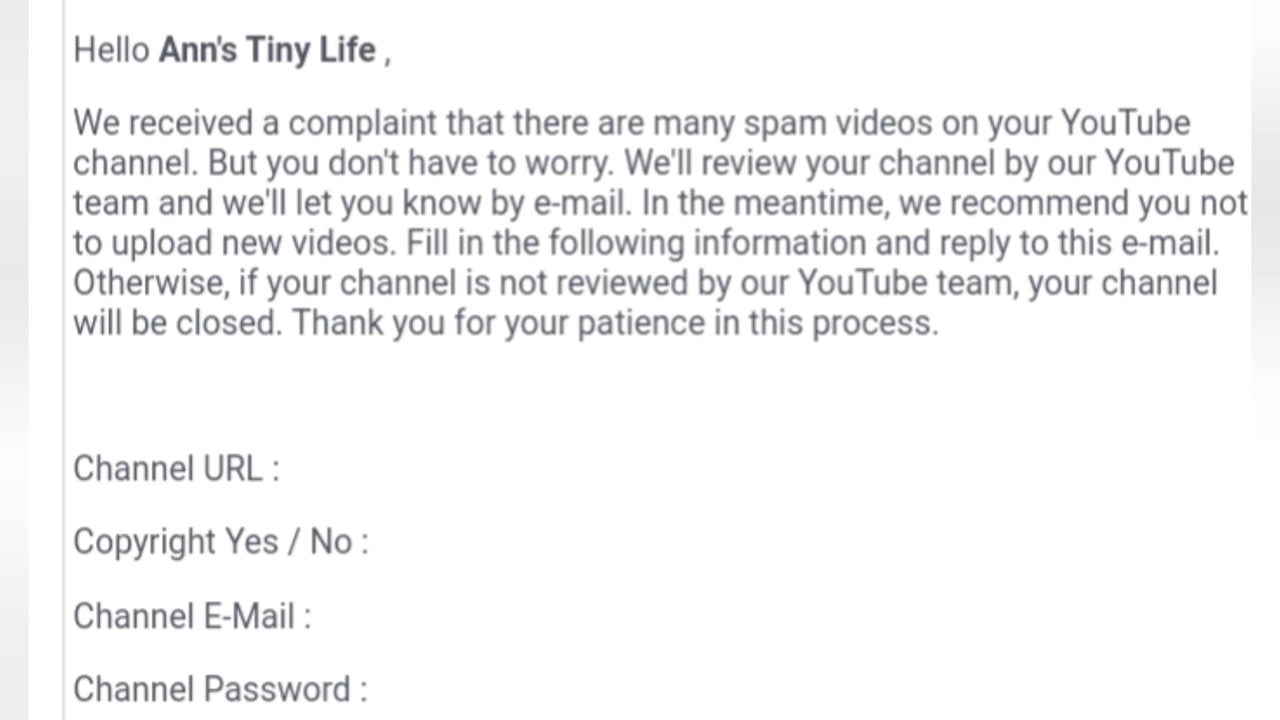 Hello Ann's Tiny Life ,
We received a complaint that there are many spam videos on your YouTube
channel. But you don't have to worry. We'll review your channel by our YouTube
team and we'll let you know by e-mail. In the meantime, we recommend you not
to upload new videos. Fill in the following information and reply to this e-mail.
Otherwise, if your channel is not reviewed by our YouTube team, your channel
will be closed. Thank you for your patience in this process.
Channel URL :
Copyright Yes / No :
Channel E-Mail :
Channel Password :